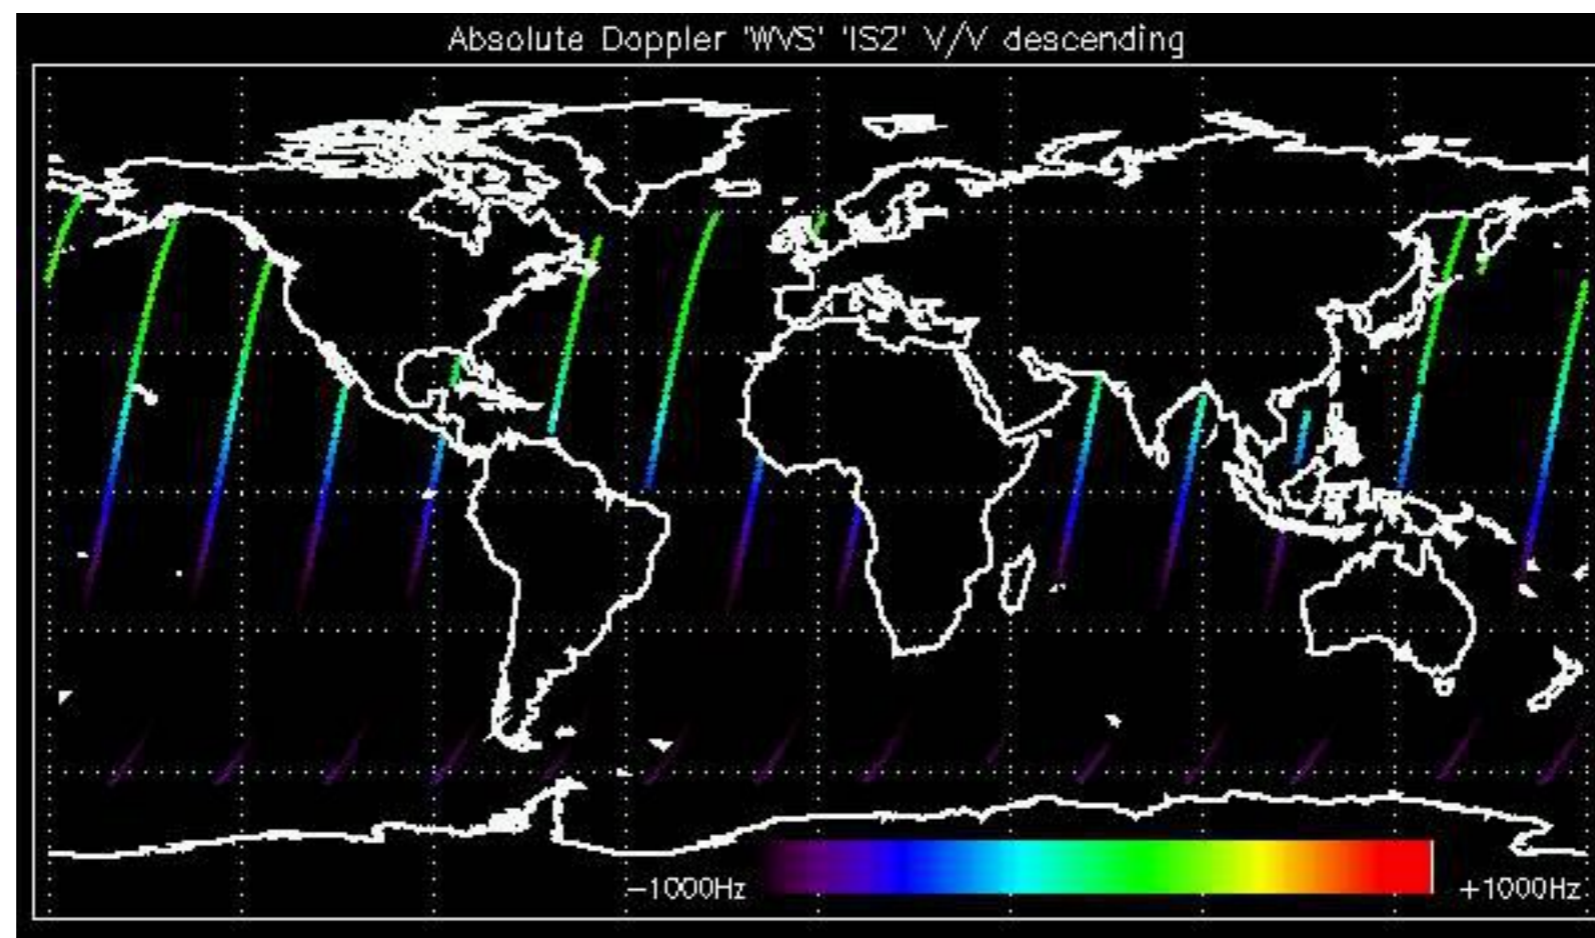 Absolute Doppler 'WVS' 'IS2' V/V descending
-1000Hz
+1000Hz